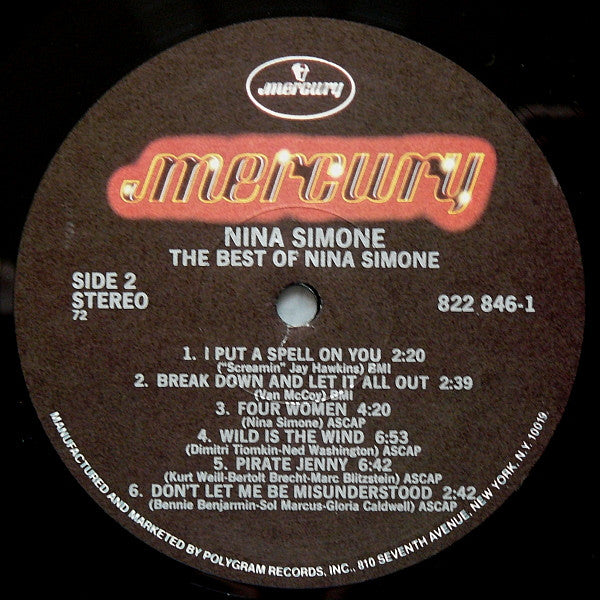 mercury
mercury
NINA SIMONE
THE BEST OF NINA SIMONE
SIDE 2
STEREO
72
822 846-1
1. I PUT A SPELL ON YOU 2:20
("Screamin" Jay Hawkins) BMI
2. BREAK DOWN AND LET IT ALL OUT 2:39
(Van McCoy) BMI
3. FOUR WOMEN 4:20
(Nina Simone) ASCAP
4. WILD IS THE WIND 6:53
(Dimitri Tiomkin-Ned Washington) ASCAP
5. PIRATE JENNY 6:42
(Kurt Weill-Bertolt Brecht-Marc Blitzstein) ASCAP
6. DON'T LET ME BE MISUNDERSTOOD 2:42
(Bennie Benjarmin-Sol Marcus-Gloria Caldwell) ASCAP
MANUFACTURED AND MARKETED BY POLYGRAM RECORDS, INC., 810 SEVENTH AVENUE, NEW YORK, N.Y. 10019